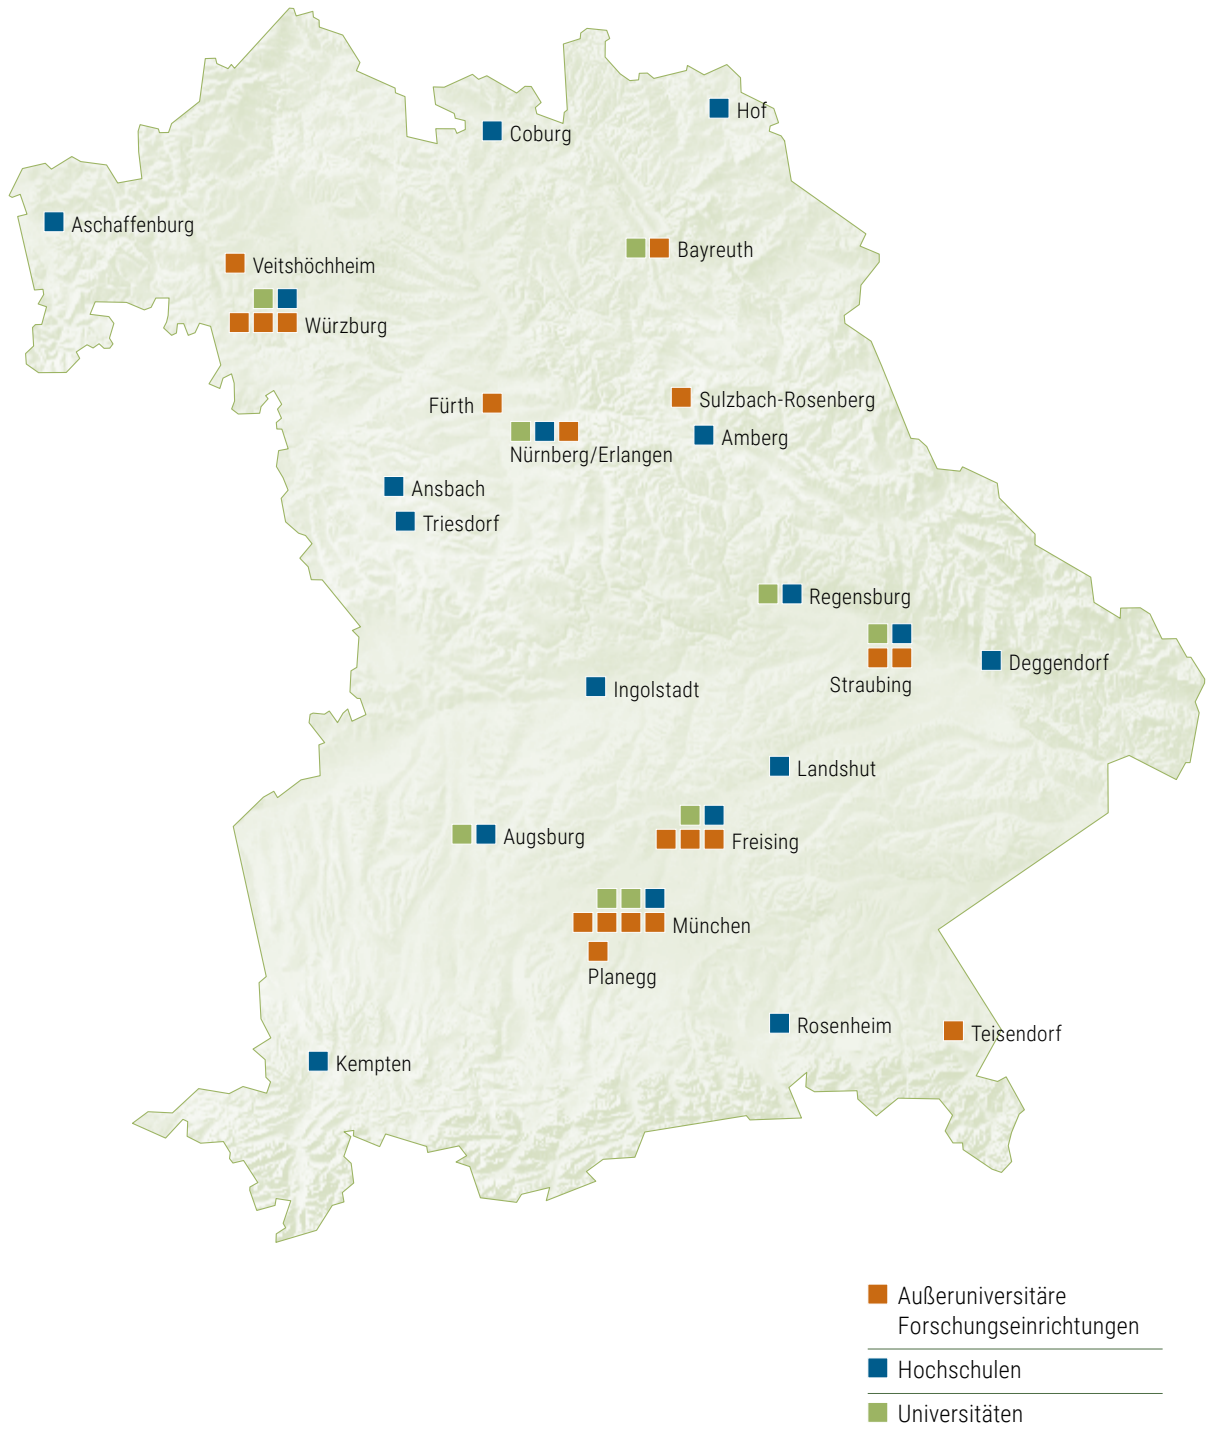 Hof
Coburg
Aschaffenburg
Bayreuth
Veitshöchheim
Würzburg
Sulzbach-Rosenberg
Fürth
Amberg
Nürnberg/Erlangen
Ansbach
Triesdorf
Regensburg
Deggendorf
Straubing
Ingolstadt
Landshut
Augsburg
Freising
München
Planegg
Rosenheim
Teisendorf
Kempten
Außeruniversitäre
Forschungseinrichtungen
Hochschulen
Universitäten